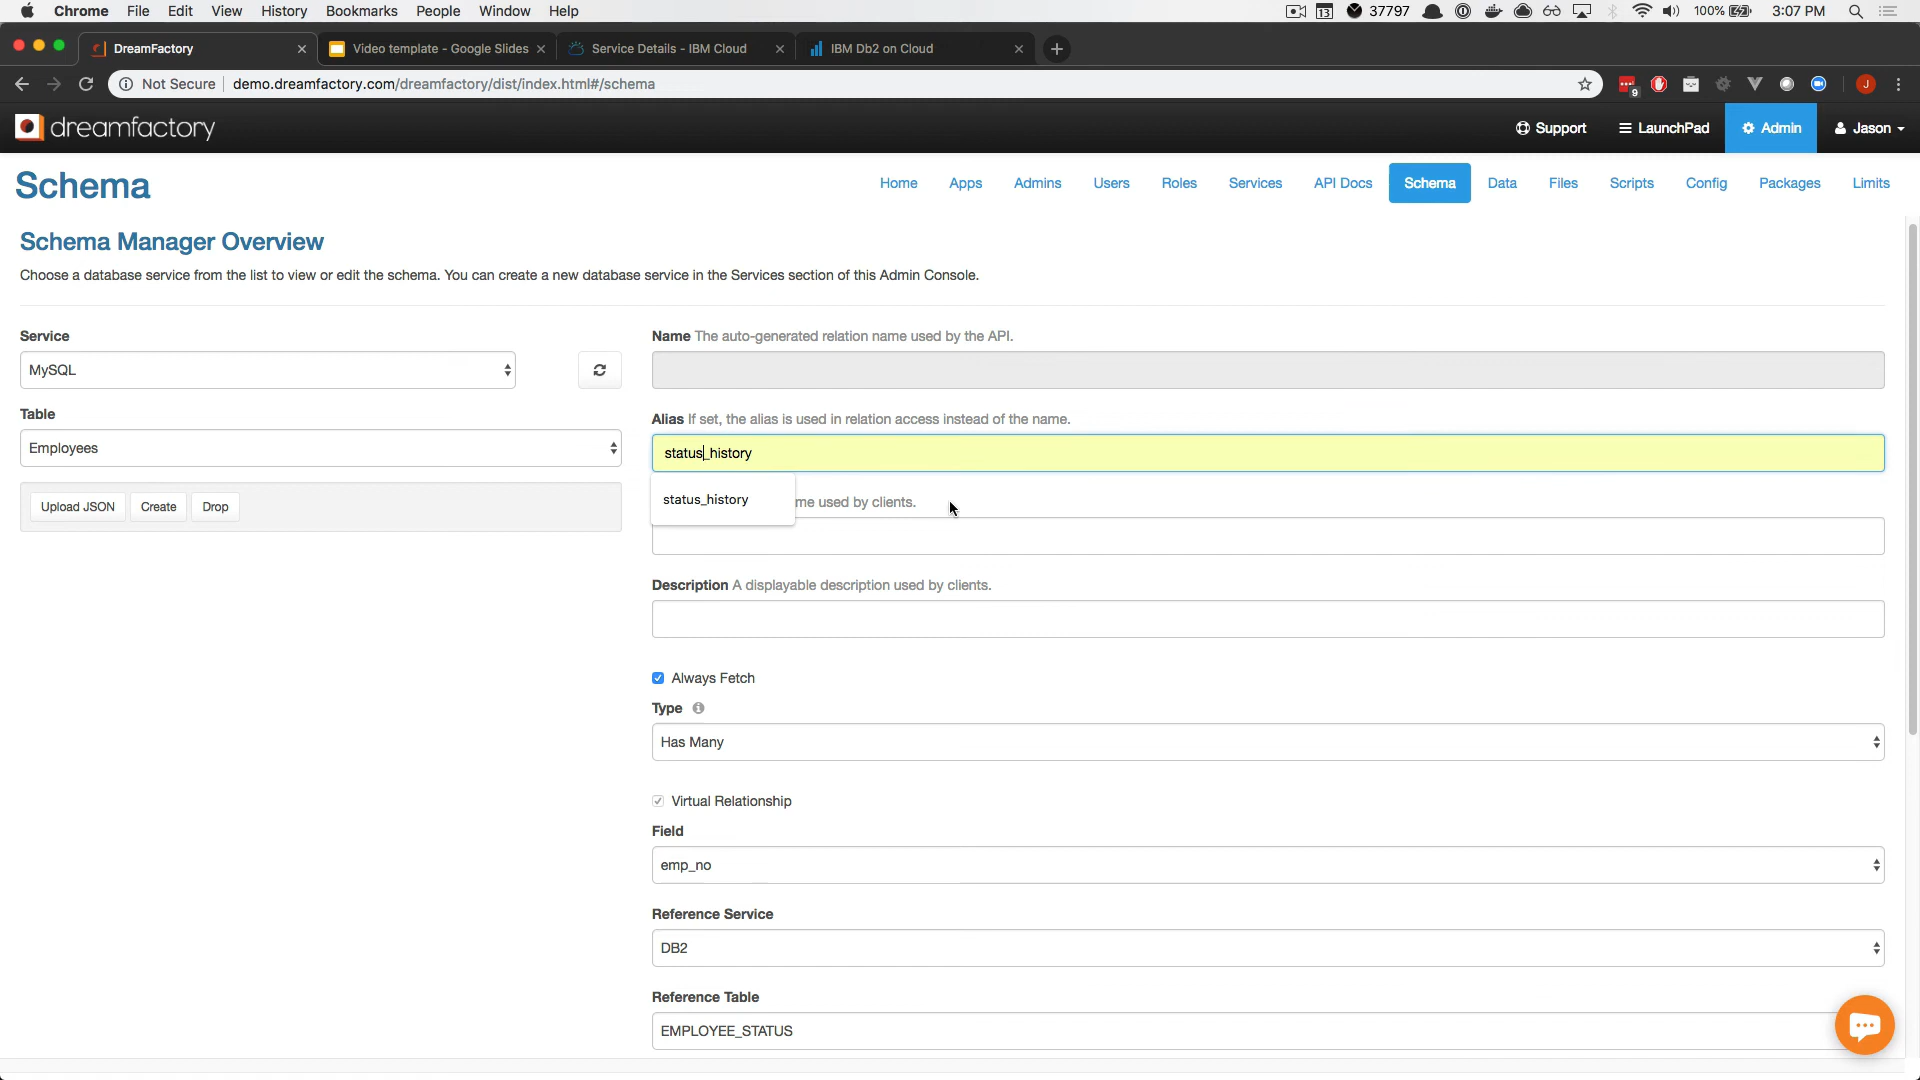 Chrome File Edit View History Bookmarks People Window Help 13 37797 100% 3:07 PM
DreamFactory Video template - Google Slides Service Details - IBM Cloud IBM Db2 on Cloud
Not Secure demo.dreamfactory.com/dreamfactory/dist/index.html#/schema 9 J
dreamfactory Support LaunchPad Admin Jason
Schema Home Apps Admins Users Roles Services API Docs Schema Data Files Scripts Config Packages Limits
Schema Manager Overview
Choose a database service from the list to view or edit the schema. You can create a new database service in the Services section of this Admin Console.
Service
MySQL
Table
Employees
Upload JSON Create Drop
Name The auto-generated relation name used by the API.
Alias If set, the alias is used in relation access instead of the name.
status_history
status_history
me used by clients.
Description A displayable description used by clients.
Always Fetch
Type
Has Many
Virtual Relationship
Field
emp_no
Reference Service
DB2
Reference Table
EMPLOYEE_STATUS